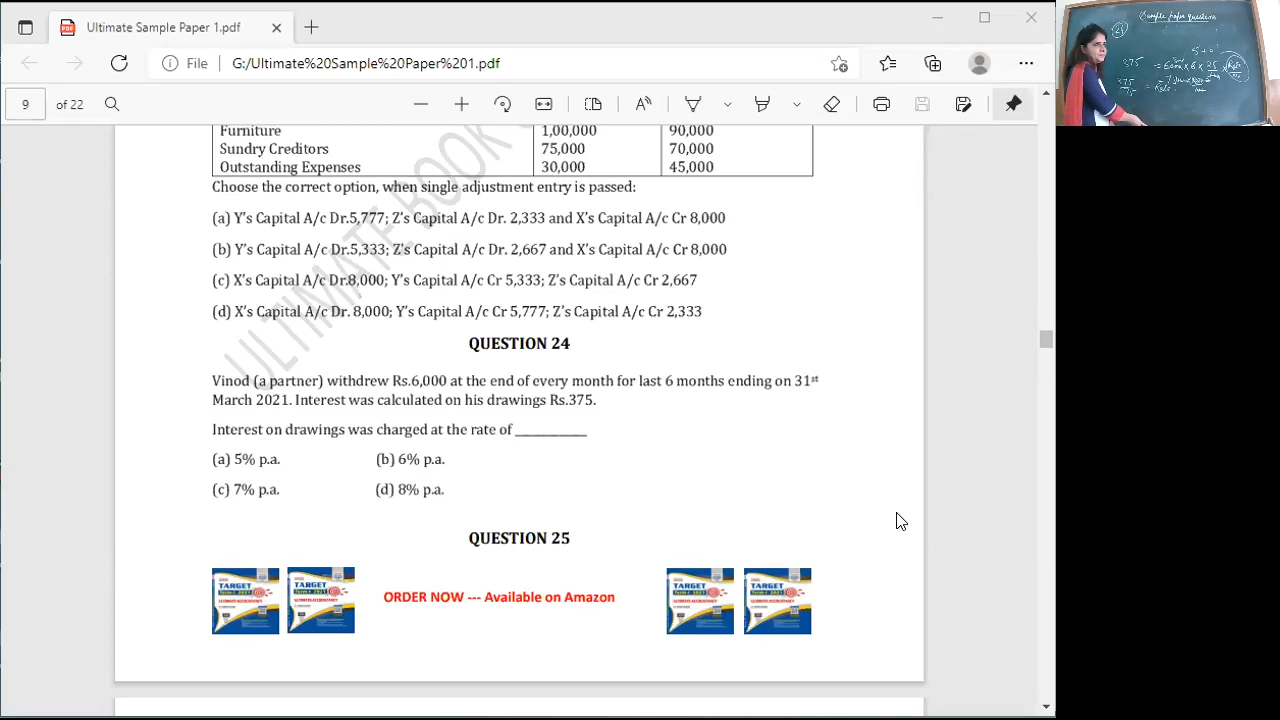 Ultimate Sample Paper 1.pdf
File G:/Ultimate%20Sample%20Paper%201.pdf
9 of 22
Furniture 1,00,000 90,000
Sundry Creditors 75,000 70,000
Outstanding Expenses 30,000 45,000
Choose the correct option, when single adjustment entry is passed:
(a) Y's Capital A/c Dr.5,777; Z's Capital A/c Dr. 2,333 and X's Capital A/c Cr 8,000
(b) Y's Capital A/c Dr.5,333; Z's Capital A/c Dr. 2,667 and X's Capital A/c Cr 8,000
(c) X's Capital A/c Dr.8,000; Y's Capital A/c Cr 5,333; Z's Capital A/c Cr 2,667
(d) X's Capital A/c Dr. 8,000; Y's Capital A/c Cr 5,777; Z's Capital A/c Cr 2,333
QUESTION 24
Vinod (a partner) withdrew Rs.6,000 at the end of every month for last 6 months ending on 31st
March 2021. Interest was calculated on his drawings Rs.375.
Interest on drawings was charged at the rate of ___________
(a) 5% p.a. (b) 6% p.a.
(c) 7% p.a. (d) 8% p.a.
QUESTION 25
TARGET TARGET ORDER NOW --- Available on Amazon TARGET TARGET
ULTIMATE BOOK
Sample paper Questions